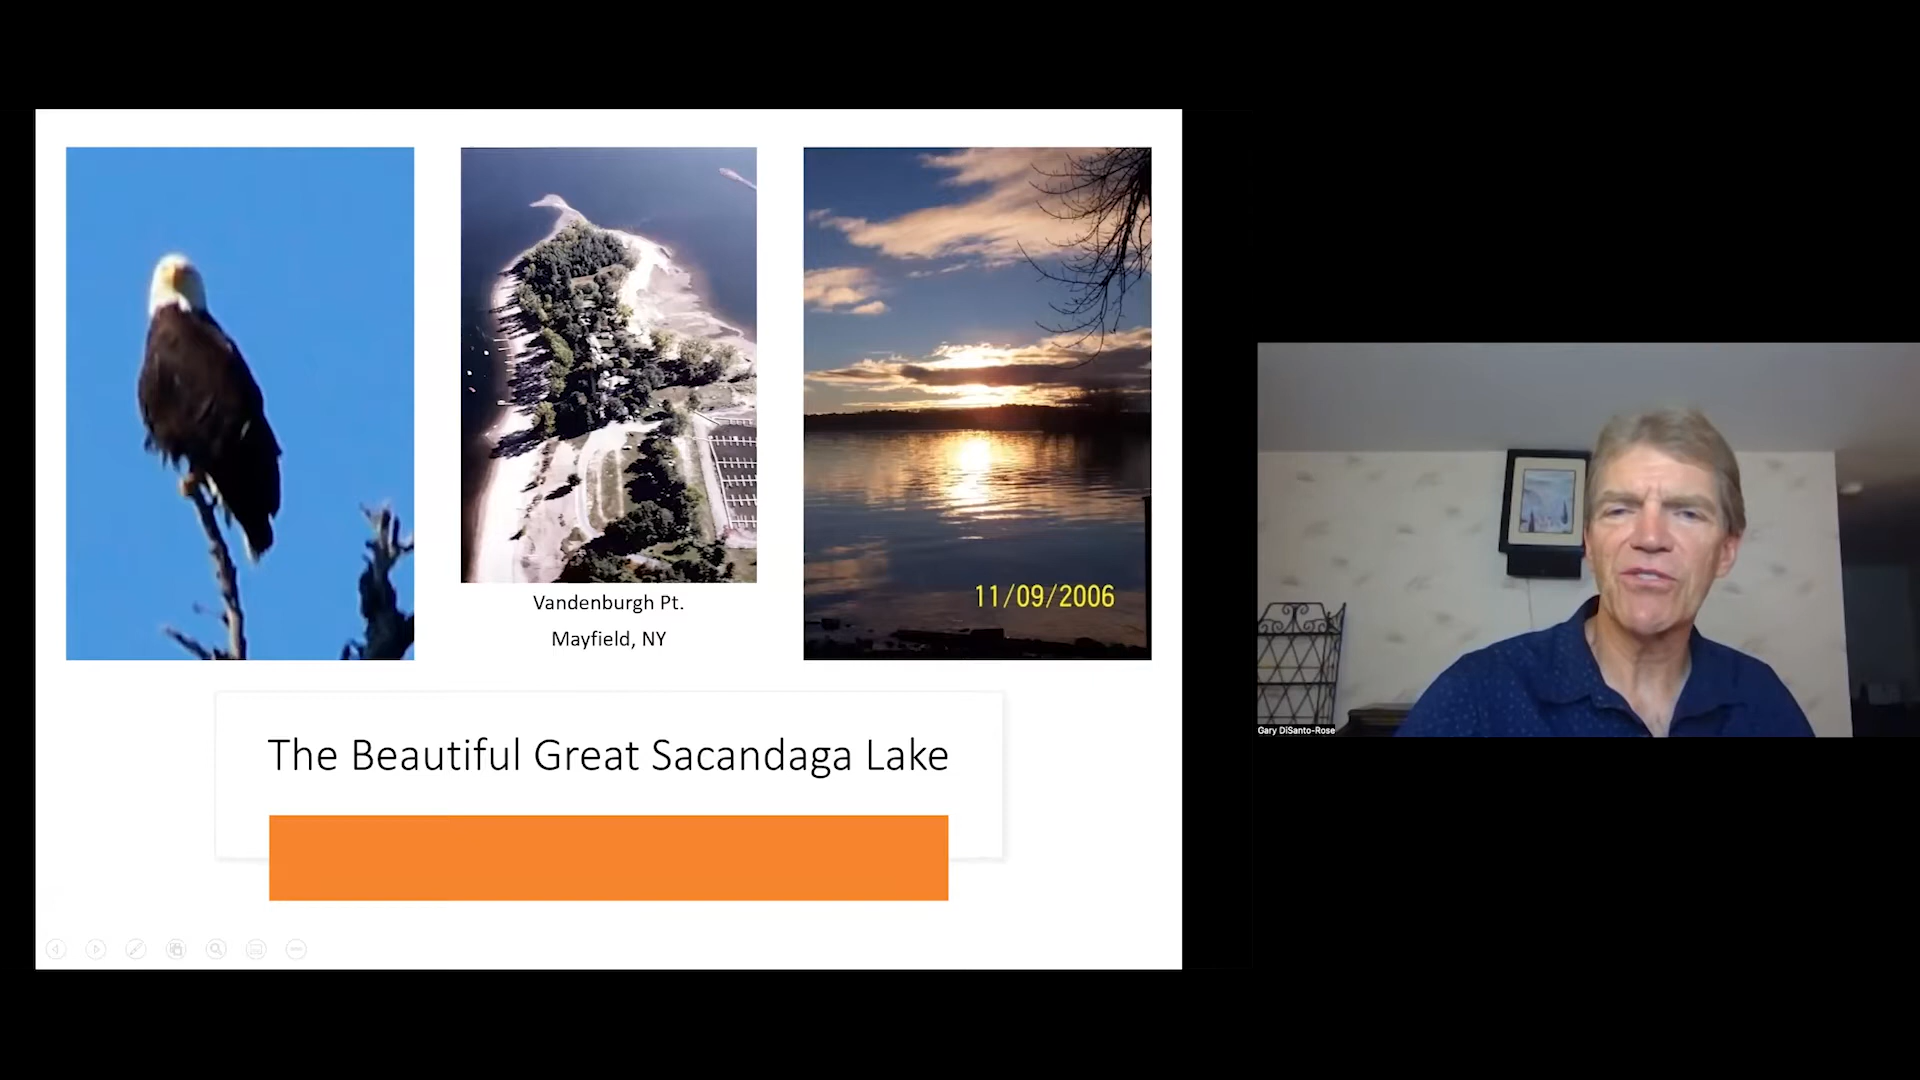 11/09/2006
Vandenburgh Pt.
Mayfield, NY
The Beautiful Great Sacandaga Lake
Gary DiSanto-Rose